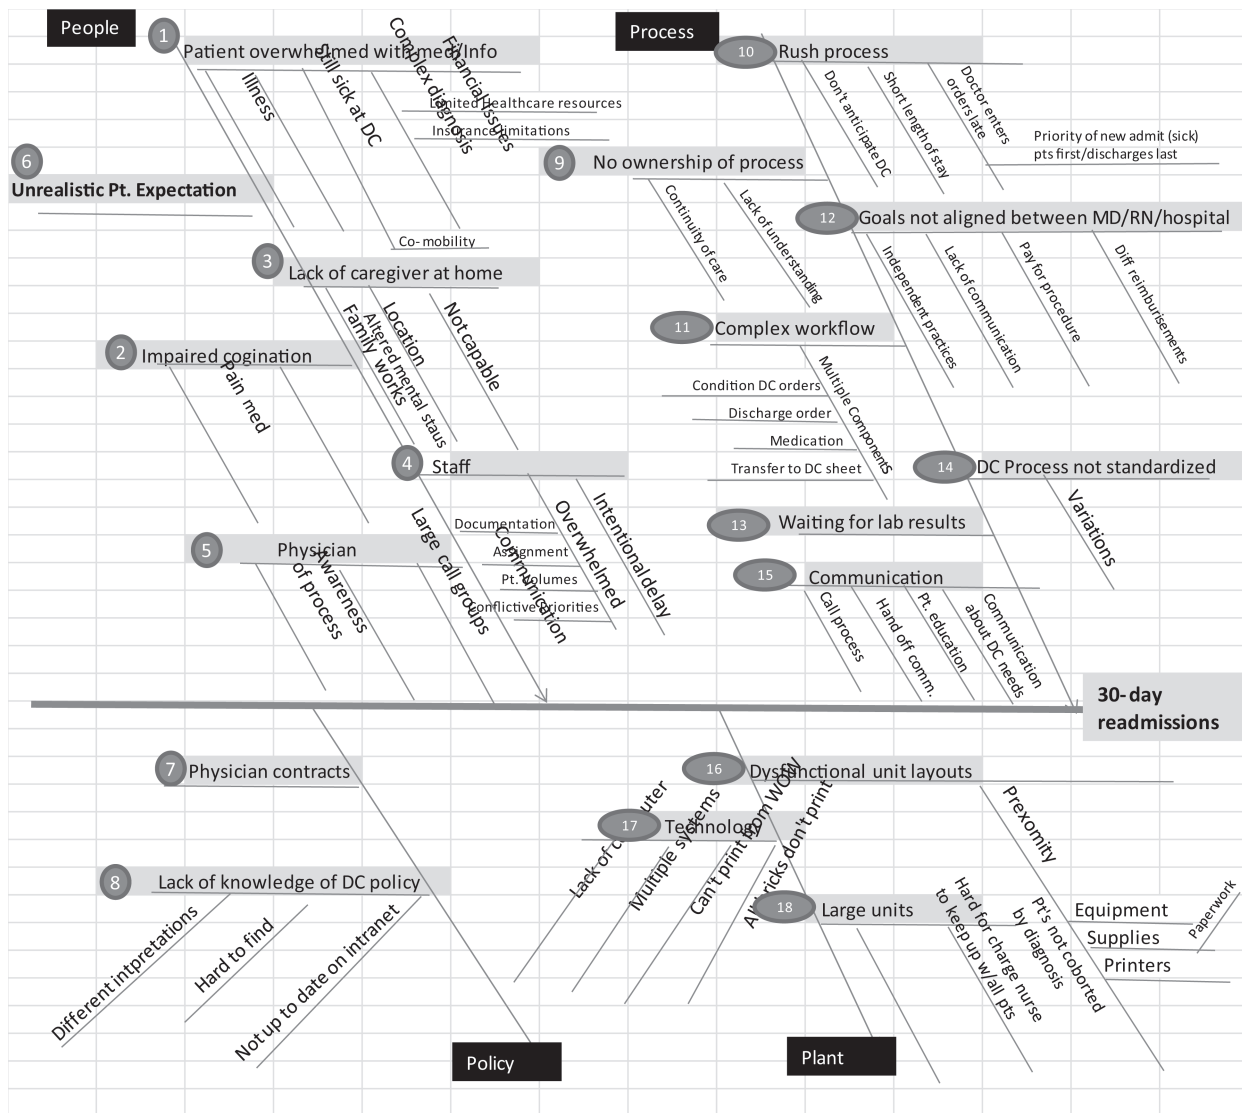 People
1
Patient overwhelmed with med/Info
Illness
Still sick at DC
Complex diagnosis
Financial Issues
Limited Healthcare resources
Insurance limitations
Co-mobility
6
Unrealistic Pt. Expectation
3
Lack of caregiver at home
Family works
Altered mental staus
Location
Not capable
2
Impaired cogination
Pain med
4
Staff
Large call groups
Documentation
Assignment
Pt. Volumes
Conflictive priorities
Communication
Overwhelmed
Intentional delay
5
Physician
Awareness
of process
Process
10
Rush process
Don't anticipate DC
Short length of stay
Doctor enters
orders late
Priority of new admit (sick)
pts first/discharges last
9
No ownership of process
Continuity of care
Lack of understanding
12
Goals not aligned between MD/RN/hospital
Independent practices
Lack of communication
Pay for procedure
Diff reimburisements
11
Complex workflow
Multiple Components
Condition DC orders
Discharge order
Medication
Transfer to DC sheet
14
DC Process not standardized
Variations
13
Waiting for lab results
15
Communication
Call process
Hand off comm.
Pt. education
Communication
about DC needs
30-day
readmissions
7
Physician contracts
8
Lack of knowledge of DC policy
Different intpretations
Hard to find
Not up to date on intranet
Policy
16
Dysfunctional unit layouts
Prexomity
17
Technology
Lack of
Multiple systems
Can't print from WOW
don't print
18
Large units
Hard for charge nurse
to keep up w/all pts
Pt's not coborted
by diagnosis
Equipment
Supplies
Printers
Paperwork
Plant